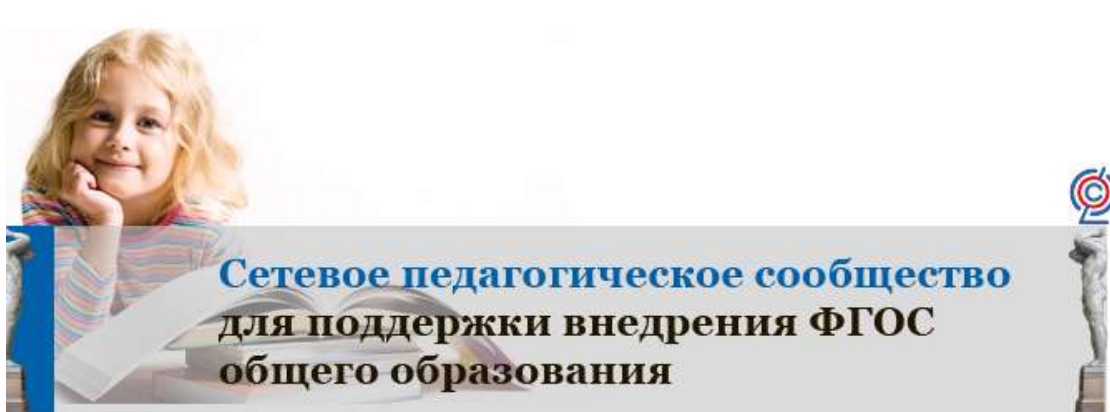 Сетевое педагогическое сообщество
для поддержки внедрения ФГОС
общего образования